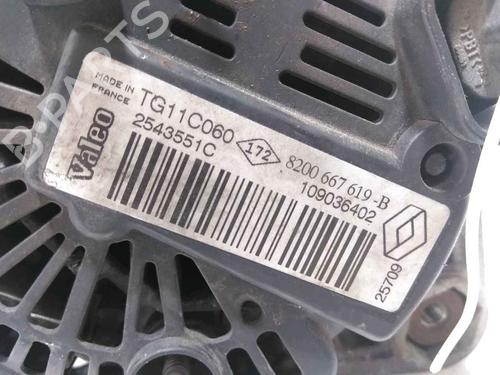 MADE IN
FRANCE
Valeo
TG11C060
2543551C
172
8200 667 619 -B
109036402
25709